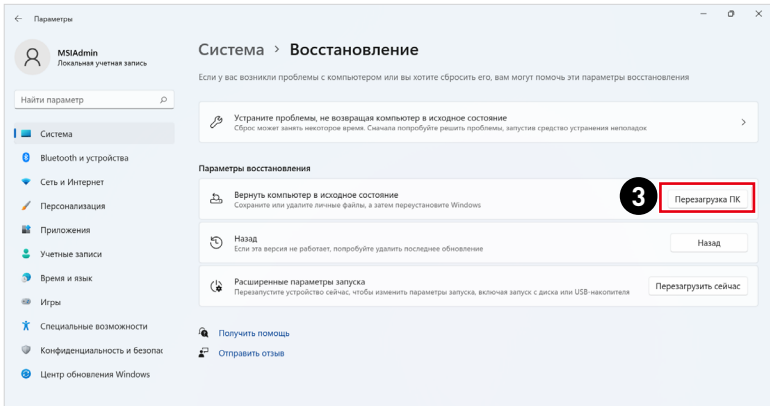 Параметры
MSIAdmin
Локальная учетная запись
Найти параметр
Система
Bluetooth и устройства
Сеть и Интернет
Персонализация
Приложения
Учетные записи
Время и язык
Игры
Специальные возможности
Конфиденциальность и безопас
Центр обновления Windows
Система > Восстановление
Если у вас возникли проблемы с компьютером или вы хотите сбросить его, вам могут помочь эти параметры восстановления
Устраните проблемы, не возвращая компьютер в исходное состояние
Сброс может занять некоторое время. Сначала попробуйте решить проблемы, запустив средство устранения неполадок
Параметры восстановления
Вернуть компьютер в исходное состояние
Сохраните или удалите личные файлы, а затем переустановите Windows
3
Перезагрузка ПК
Назад
Если эта версия не работает, попробуйте удалить последнее обновление
Назад
Расширенные параметры запуска
Перезапустите устройство сейчас, чтобы изменить параметры запуска, включая запуск с диска или USB-накопителя
Перезагрузить сейчас
Получить помощь
Отправить отзыв